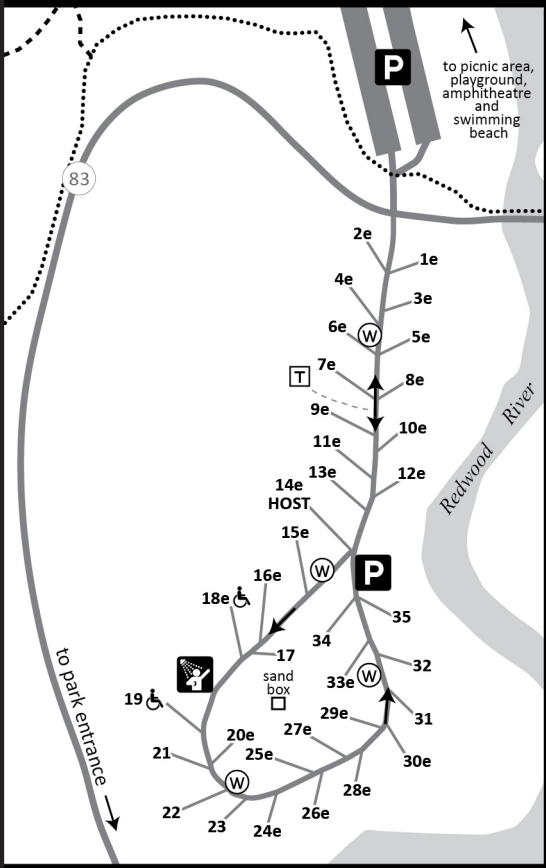 P
to picnic area,
playground,
amphitheatre
and
swimming
beach
83
2e
1e
4e
3e
6e
W
5e
7e
T
8e
9e
10e
11e
13e
12e
14e
HOST
Redwood River
15e
W
P
16e
18e
35
34
17
32
sand
box
33e
W
19
31
29e
to park entrance
20e
27e
21
25e
30e
W
28e
22
26e
23
24e